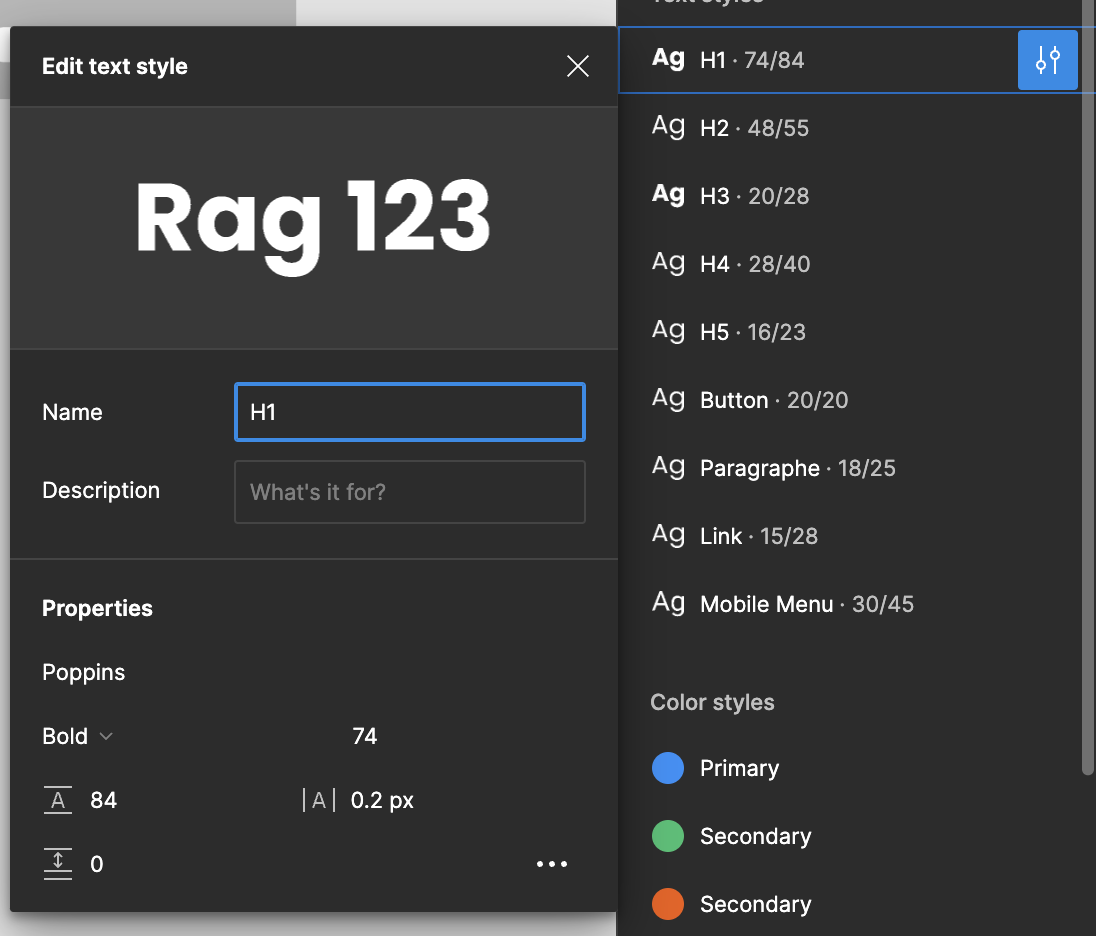 Edit text style
Rag 123
Name
H1
Description
What's it for?
Properties
Poppins
Bold
74
A 84
A 0.2 px
0
Text styles
Ag H1 · 74/84
Ag H2 · 48/55
Ag H3 · 20/28
Ag H4 · 28/40
Ag H5 · 16/23
Ag Button · 20/20
Ag Paragraphe · 18/25
Ag Link · 15/28
Ag Mobile Menu · 30/45
Color styles
Primary
Secondary
Secondary